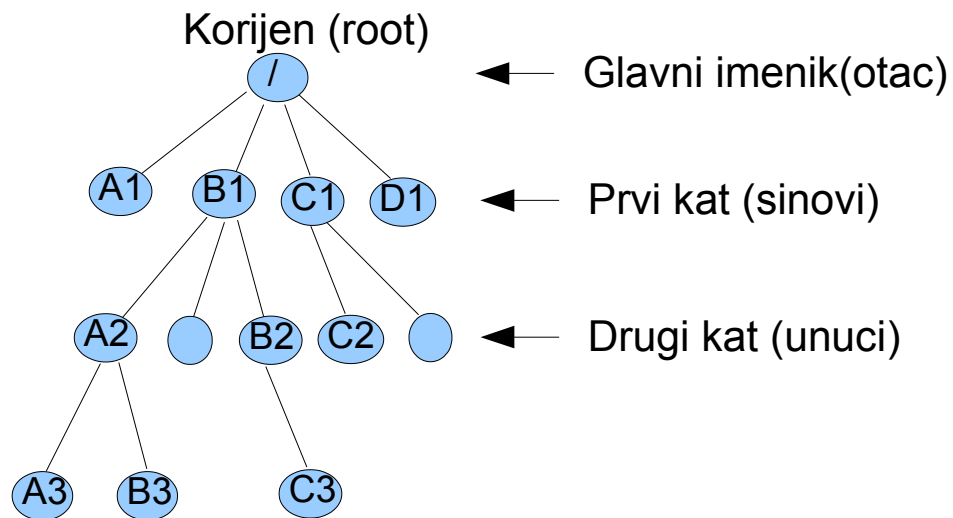 Korijen (root)
/
Glavni imenik(otac)
A1
B1
C1
D1
Prvi kat (sinovi)
A2
B2
C2
Drugi kat (unuci)
A3
B3
C3